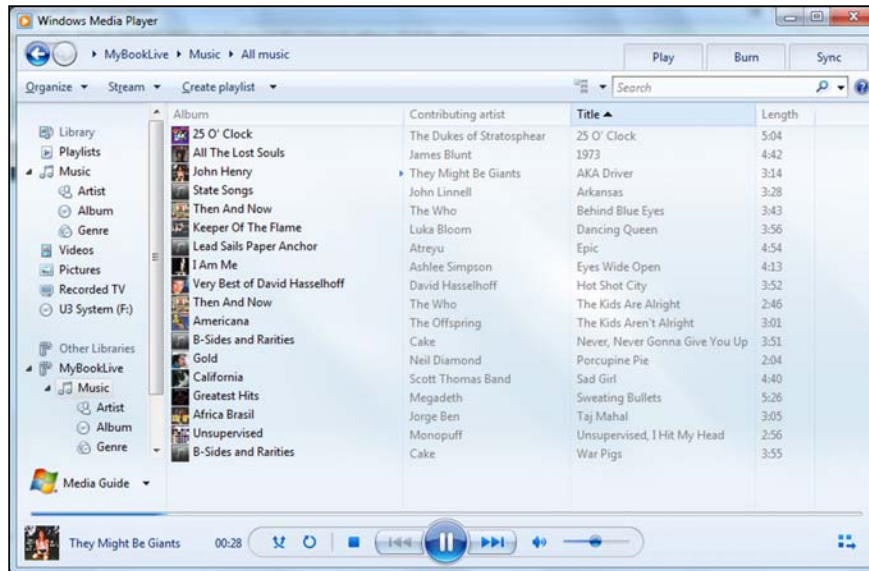 Windows Media Player
MyBookLive Music All music Play Burn Sync
Organize Stream Create playlist Search
Album Contributing artist Title Length
25 O' Clock The Dukes of Stratosphear 25 O' Clock 5:04
All The Lost Souls James Blunt 1973 4:42
John Henry They Might Be Giants AKA Driver 3:14
State Songs John Linnell Arkansas 3:28
Then And Now The Who Behind Blue Eyes 3:43
Keeper Of The Flame Luka Bloom Dancing Queen 3:56
Lead Sails Paper Anchor Atreyu Epic 4:54
I Am Me Ashlee Simpson Eyes Wide Open 4:13
Very Best of David Hasselhoff David Hasselhoff Hot Shot City 3:52
Then And Now The Who The Kids Are Alright 2:46
Americana The Offspring The Kids Aren't Alright 3:01
B-Sides and Rarities Cake Never, Never Gonna Give You Up 3:51
Gold Neil Diamond Porcupine Pie 2:04
California Scott Thomas Band Sad Girl 4:40
Greatest Hits Megadeth Sweating Bullets 5:26
Africa Brasil Jorge Ben Taj Mahal 3:05
Unsupervised Monopuff Unsupervised, I Hit My Head 2:56
B-Sides and Rarities Cake War Pigs 3:55
Library
Playlists
Music
Artist
Album
Genre
Videos
Pictures
Recorded TV
U3 System (F:)
Other Libraries
MyBookLive
Music
Artist
Album
Genre
Media Guide
They Might Be Giants 00:28